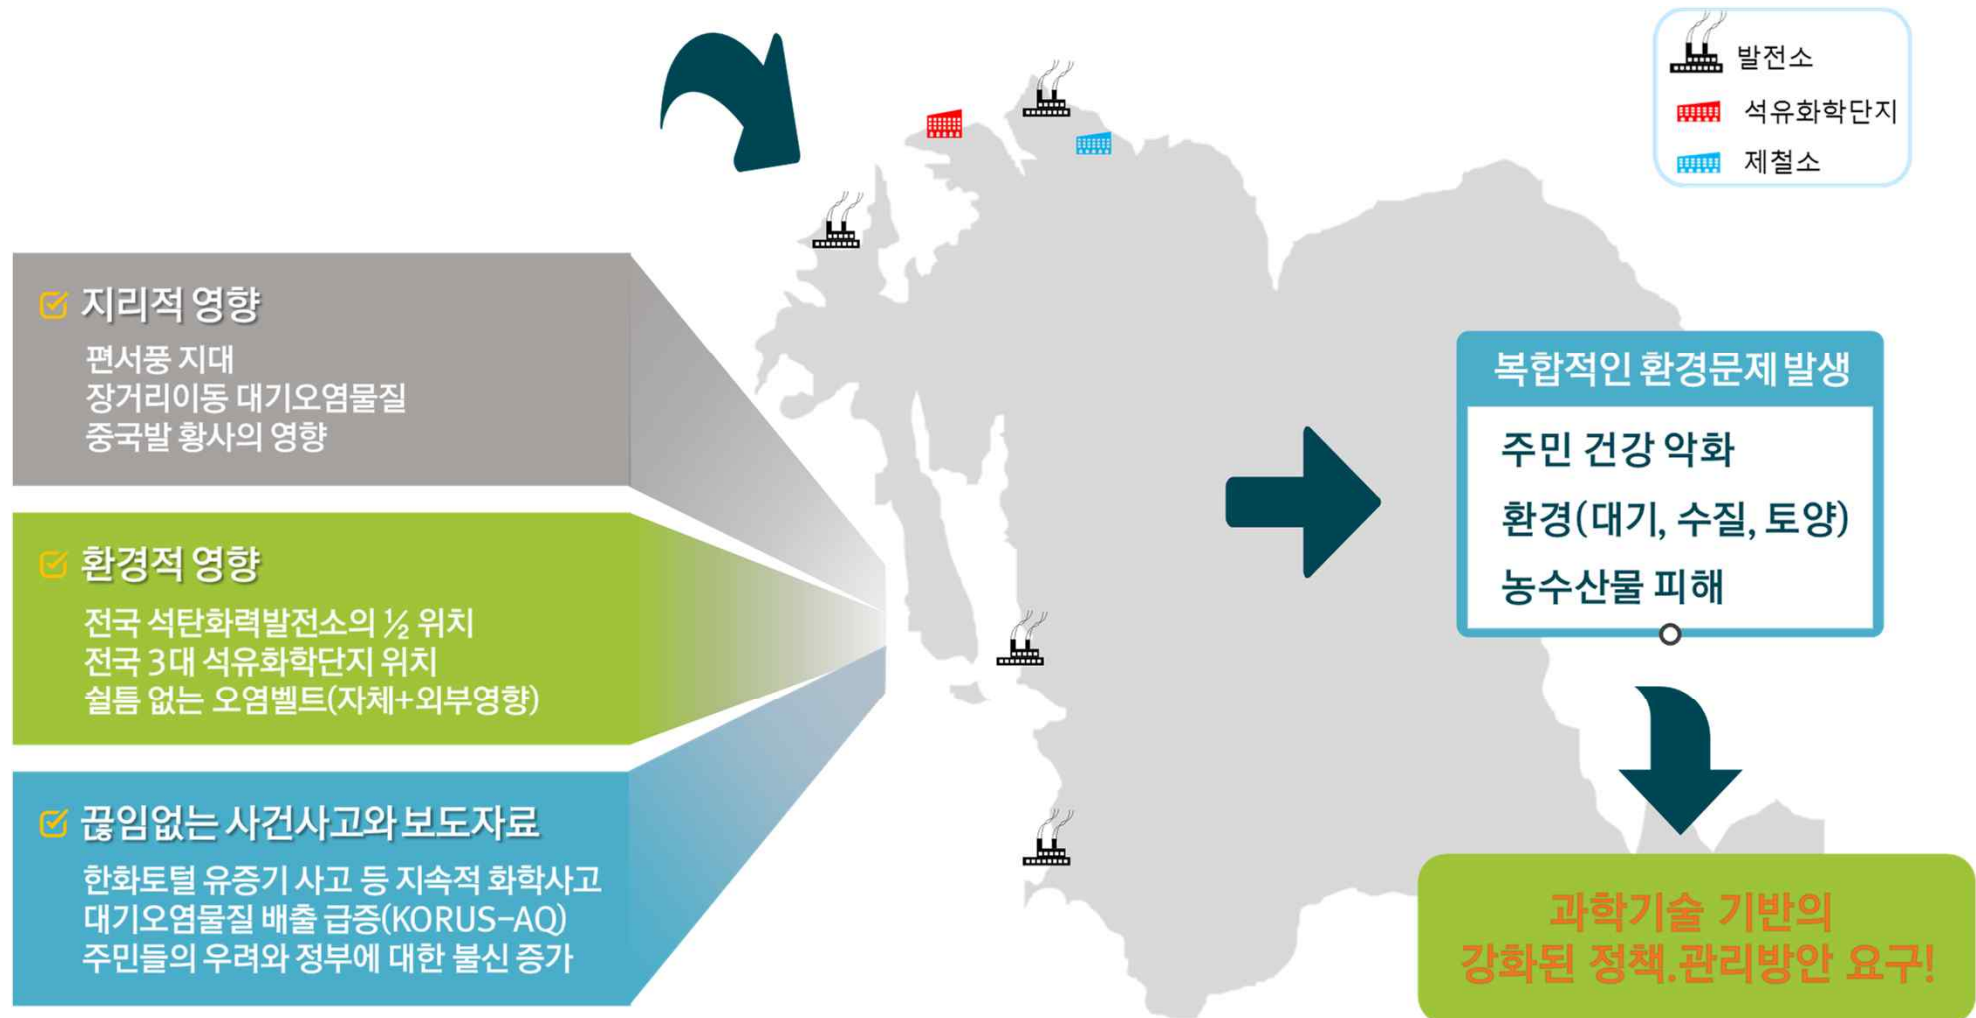 발전소
석유화학단지
제철소
지리적 영향
편서풍 지대
장거리이동 대기오염물질
중국발 황사의 영향
환경적 영향
전국 석탄화력발전소의 ½ 위치
전국 3대 석유화학단지 위치
쉴틈 없는 오염벨트(자체+외부영향)
끊임없는 사건사고와 보도자료
한화토털 유증기 사고 등 지속적 화학사고
대기오염물질 배출 급증(KORUS-AQ)
주민들의 우려와 정부에 대한 불신 증가
복합적인 환경문제 발생
주민 건강 악화
환경(대기, 수질, 토양)
농수산물 피해
과학기술 기반의
강화된 정책.관리방안 요구!